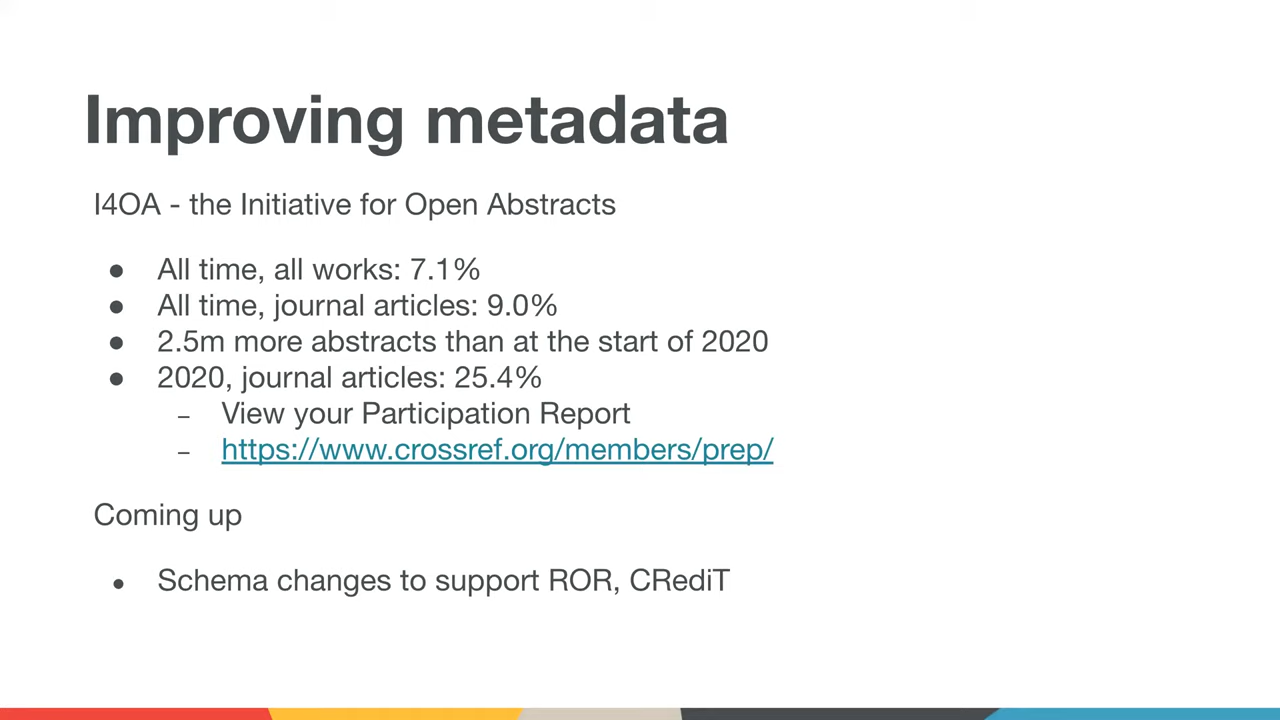 Improving metadata
I4OA - the Initiative for Open Abstracts
● All time, all works: 7.1%
● All time, journal articles: 9.0%
● 2.5m more abstracts than at the start of 2020
● 2020, journal articles: 25.4%
– View your Participation Report
– https://www.crossref.org/members/prep/
Coming up
● Schema changes to support ROR, CRediT